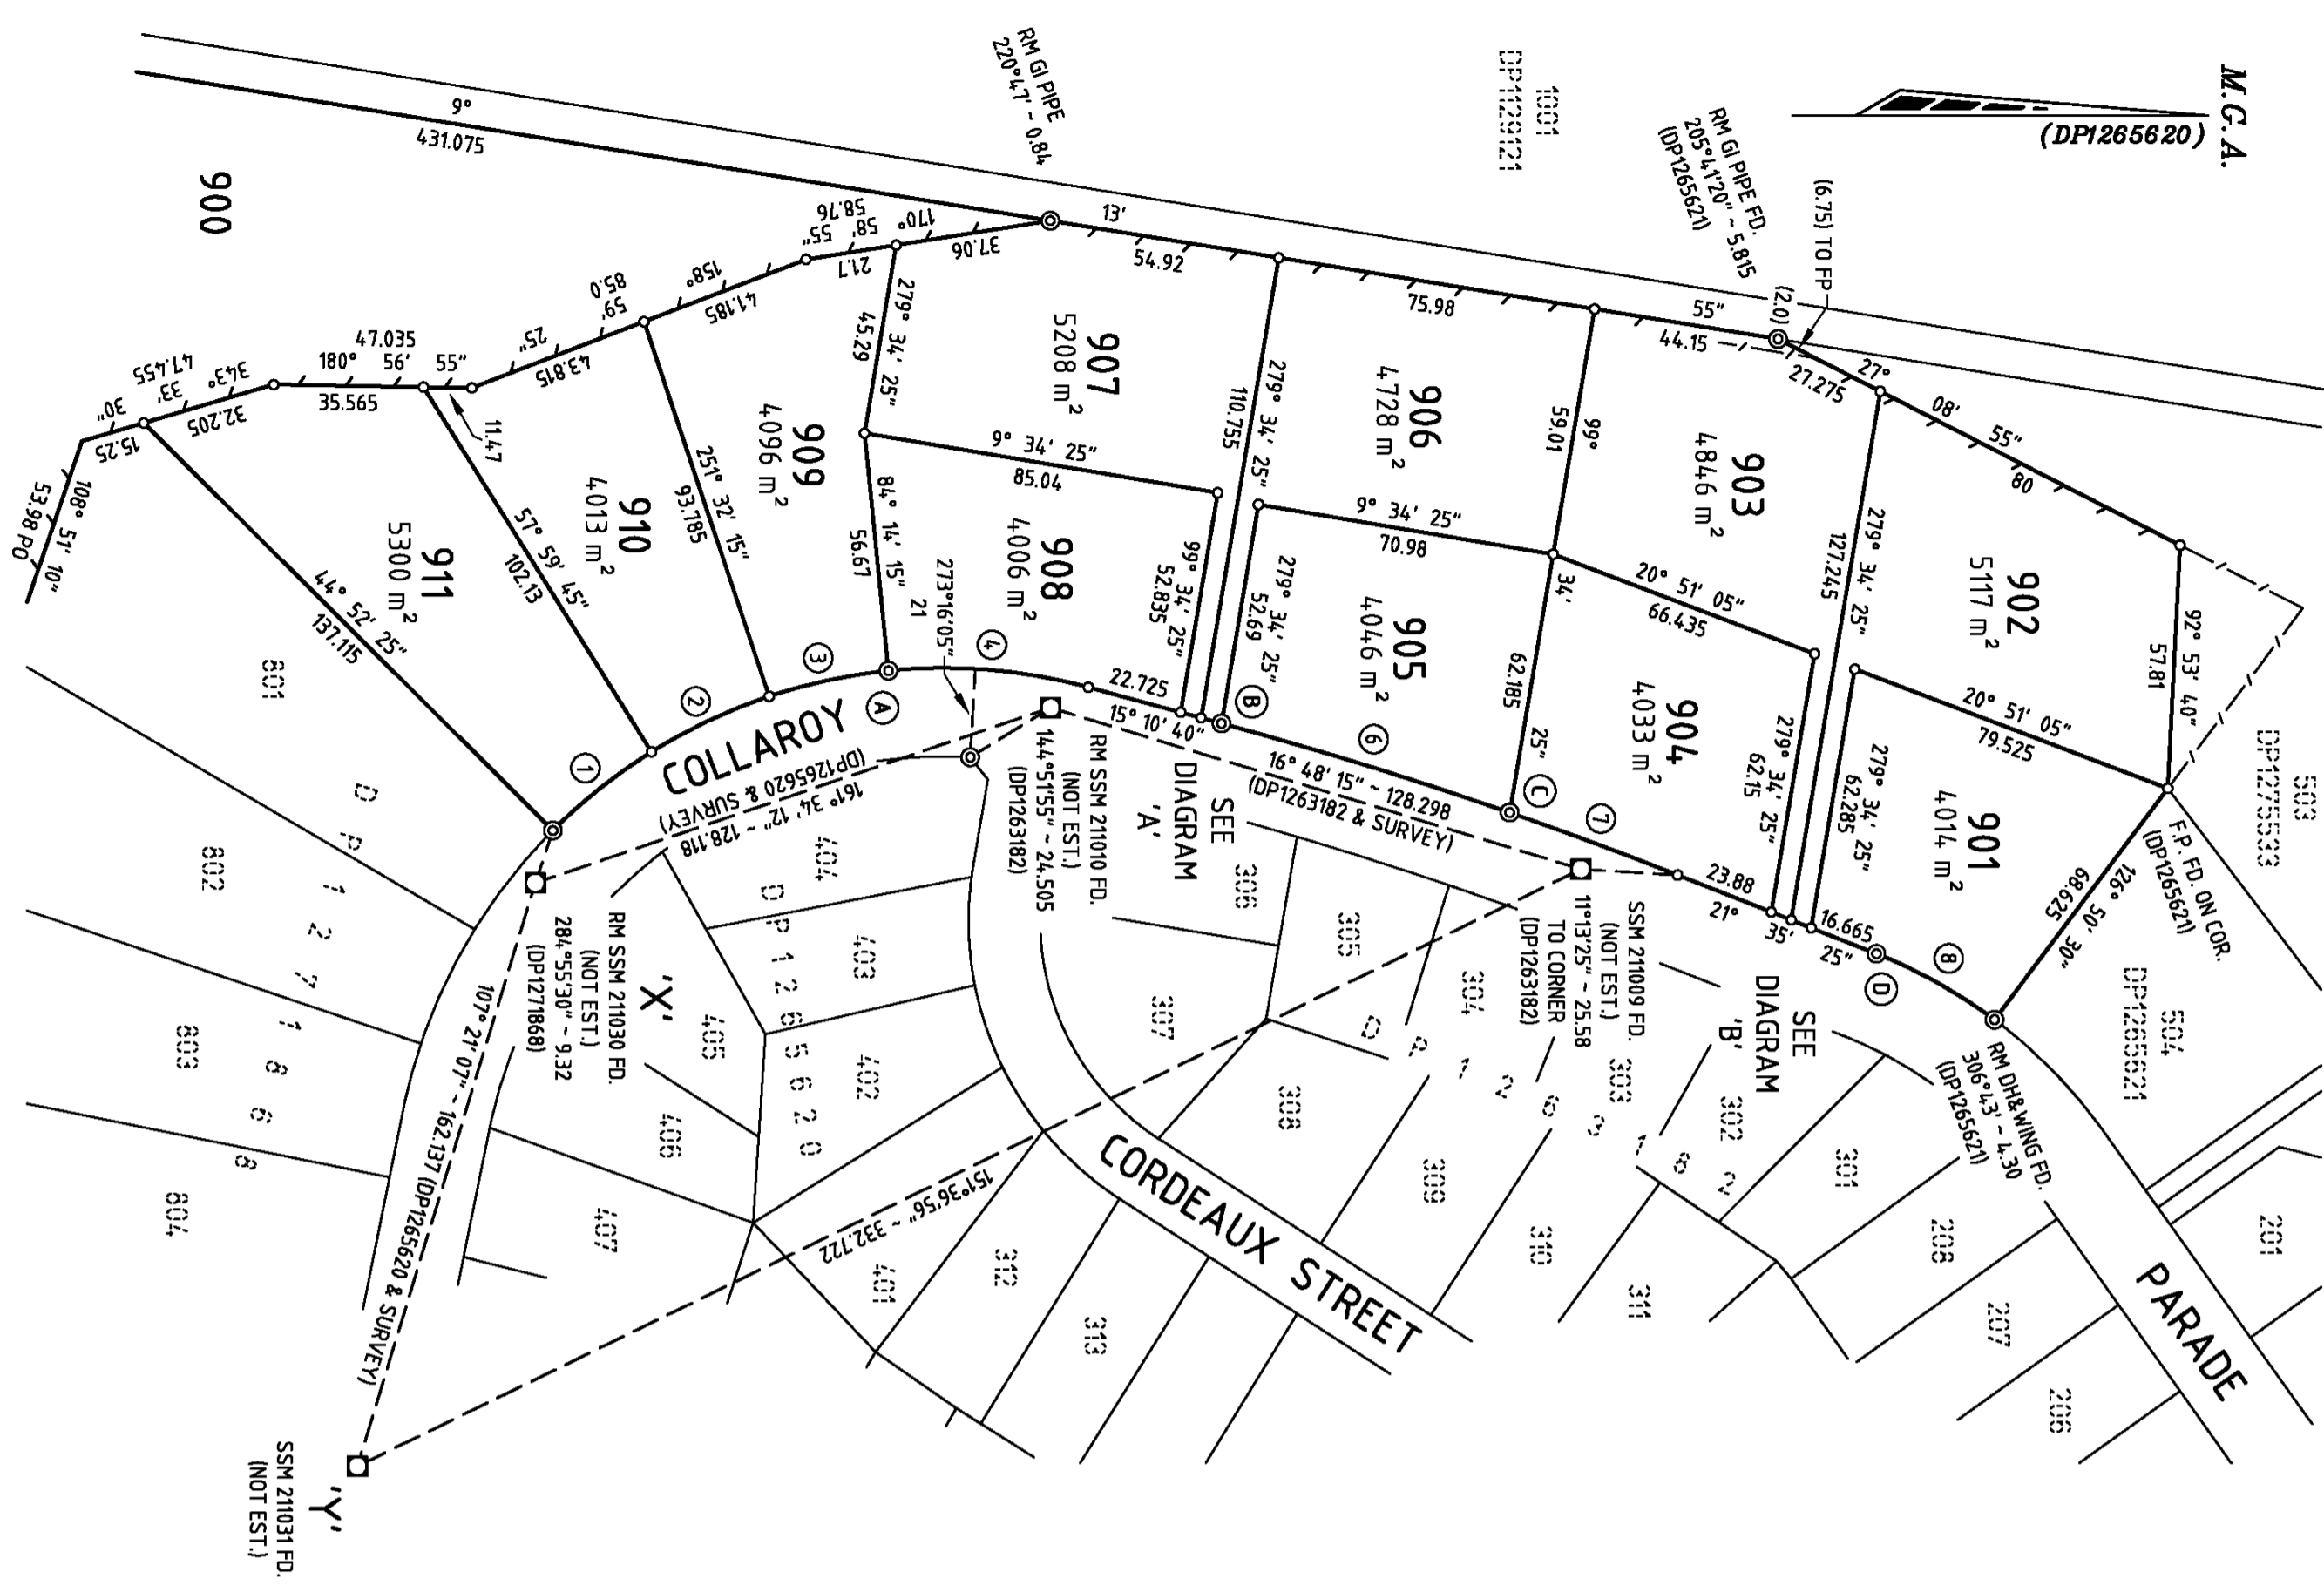 M.G.A.
(DP1265620)
1001
DP1129121
RM GI PIPE
220°47' ~ 0.84
RM GI PIPE FD.
205°41'20" ~ 5.815
(DP1265621)
(6.75) TO FP
(2.0)
9°
431.075
13'
54.92
75.98
55"
44.15
27.275
27°
08'
55"
80
900
37.06
170°
58'
55"
58.76
21.7
41.185
158°
59'
25"
85.0
43.815
47.035
180° 56' 55"
35.565
11.47
343°
33'
30"
47.455
32.205
15.25
108° 51' 10"
53.98 PO
907
5208 m²
279° 34' 25"
45.29
279° 34' 25"
110.755
906
4728 m²
99°
59.01
34'
62.185
25"
903
4846 m²
279° 34' 25"
127.245
902
5117 m²
92° 53' 40"
57.81
503
DP1275533
909
4096 m²
9° 34' 25"
85.04
9° 34' 25"
70.98
20° 51' 05"
66.435
20° 51' 05"
79.525
910
4013 m²
251° 32' 15"
93.785
84° 14' 15"
56.67
908
4006 m²
99° 34' 25"
52.835
279° 34' 25"
52.69
905
4046 m²
904
4033 m²
279° 34' 25"
62.15
279° 34' 25"
62.285
901
4014 m²
F.P. FD. ON COR.
(DP1265621)
126° 50' 30"
68.625
504
DP1265621
911
5300 m²
57° 59' 45"
102.13
44° 52' 25"
137.115
273°16'05"
21
1
2
3
4
6
7
8
A
B
C
D
22.725
15° 10' 40"
16° 48' 15" ~ 128.298
(DP1263182 & SURVEY)
23.88
21°
35'
16.665
25"
COLLAROY
161° 34' 12" ~ 128.118
(DP1265620 & SURVEY)
RM SSM 211010 FD.
(NOT EST.)
144°51'55" ~ 24.505
(DP1263182)
SEE
DIAGRAM
'A'
SSM 211009 FD.
(NOT EST.)
11°13'25" ~ 25.58
TO CORNER
(DP1263182)
SEE
DIAGRAM
'B'
RM DH&WING FD.
306°43' ~ 4.30
(DP1265621)
801
802
803
804
DP1271868
'X'
RM SSM 211030 FD.
(NOT EST.)
284°55'30" ~ 9.32
(DP1271868)
404
403
402
401
405
406
407
DP1265620
306
305
304
303
302
301
307
308
309
310
311
312
313
DP1263182
208
207
206
201
107° 21' 07" ~ 162.137 (DP1265620 & SURVEY)
151°36'56" ~ 332.722
CORDEAUX STREET
PARADE
'Y'
SSM 211031 FD.
(NOT EST.)